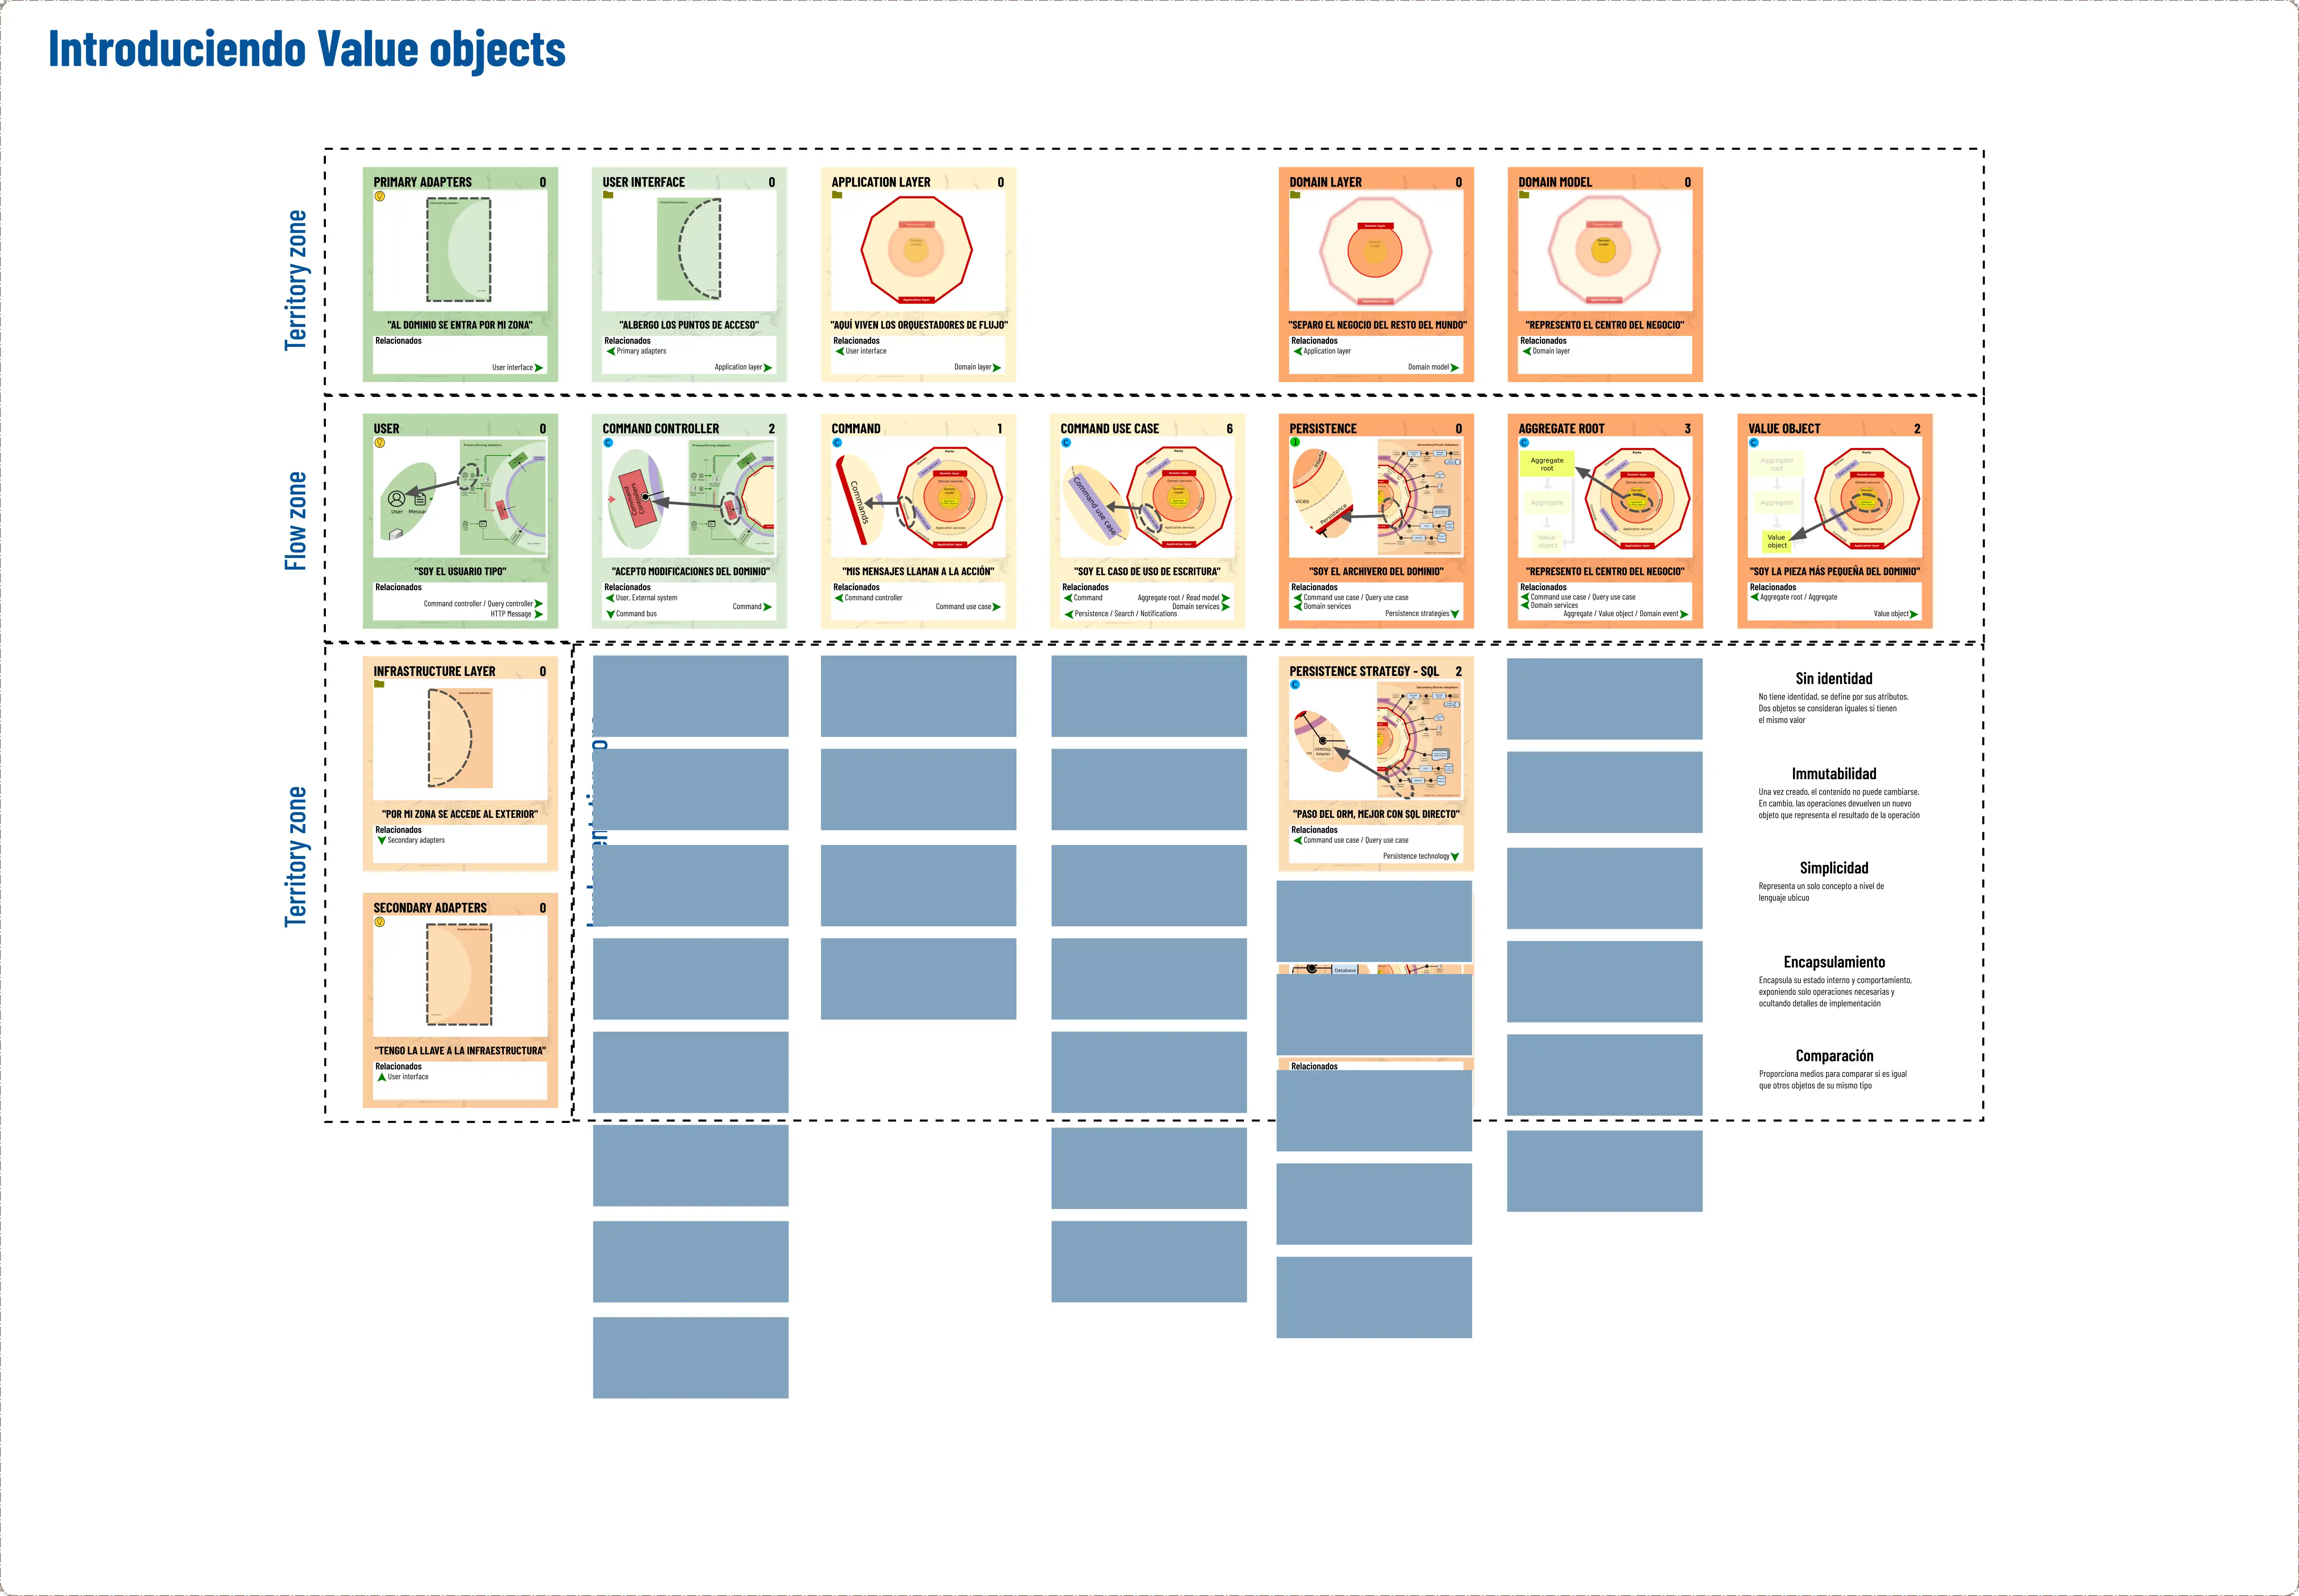 Introduciendo Value objects
Territory zone
PRIMARY ADAPTERS 0
"AL DOMINIO SE ENTRA POR MI ZONA"
Relacionados
User interface
USER INTERFACE 0
"ALBERGO LOS PUNTOS DE ACCESO"
Relacionados
Primary adapters
Application layer
APPLICATION LAYER 0
Application layer
"AQUÍ VIVEN LOS ORQUESTADORES DE FLUJO"
Relacionados
User interface
Domain layer
DOMAIN LAYER 0
Domain layer
Application layer
"SEPARO EL NEGOCIO DEL RESTO DEL MUNDO"
Relacionados
Application layer
Domain model
DOMAIN MODEL 0
Domain model
"REPRESENTO EL CENTRO DEL NEGOCIO"
Relacionados
Domain layer
Flow zone
USER 0
User
"SOY EL USUARIO TIPO"
Relacionados
Command controller / Query controller
HTTP Message
COMMAND CONTROLLER 2
Command
Controllers
"ACEPTO MODIFICACIONES DEL DOMINIO"
Relacionados
User, External system
Command
Command bus
COMMAND 1
Commands
"MIS MENSAJES LLAMAN A LA ACCIÓN"
Relacionados
Command controller
Command use case
COMMAND USE CASE 6
Command use case
"SOY EL CASO DE USO DE ESCRITURA"
Relacionados
Command
Aggregate root / Read model
Domain services
Persistence / Search / Notifications
PERSISTENCE 0
Persistence
"SOY EL ARCHIVERO DEL DOMINIO"
Relacionados
Command use case / Query use case
Domain services
Persistence strategies
AGGREGATE ROOT 3
Aggregate
root
Aggregate
Value
object
"REPRESENTO EL CENTRO DEL NEGOCIO"
Relacionados
Command use case / Query use case
Domain services
Aggregate / Value object / Domain event
VALUE OBJECT 2
Aggregate
root
Aggregate
Value
object
"SOY LA PIEZA MÁS PEQUEÑA DEL DOMINIO"
Relacionados
Aggregate root / Aggregate
Value object
Territory zone
INFRASTRUCTURE LAYER 0
"POR MI ZONA SE ACCEDE AL EXTERIOR"
Relacionados
Secondary adapters
SECONDARY ADAPTERS 0
"TENGO LA LLAVE A LA INFRAESTRUCTURA"
Relacionados
User interface
PERSISTENCE STRATEGY - SQL 2
ORM/SQL
Adapter
"PASO DEL ORM, MEJOR CON SQL DIRECTO"
Relacionados
Command use case / Query use case
Persistence technology
Database
Relacionados
Sin identidad
No tiene identidad, se define por sus atributos.
Dos objetos se consideran iguales si tienen
el mismo valor
Immutabilidad
Una vez creado, el contenido no puede cambiarse.
En cambio, las operaciones devuelven un nuevo
objeto que representa el resultado de la operación
Simplicidad
Representa un solo concepto a nivel de
lenguaje ubicuo
Encapsulamiento
Encapsula su estado interno y comportamiento,
exponiendo solo operaciones necesarias y
ocultando detalles de implementación
Comparación
Proporciona medios para comparar si es igual
que otros objetos de su mismo tipo